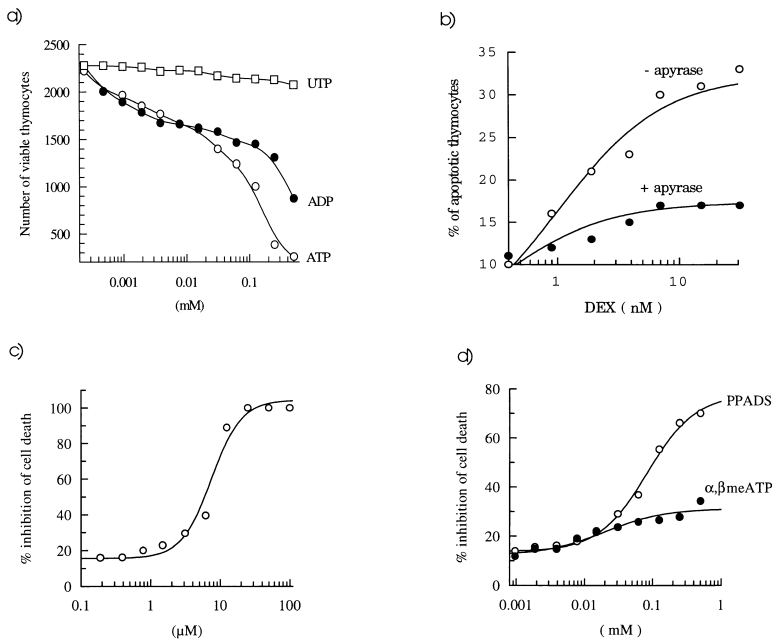 a)
2500
2000
1500
1000
500
Number of viable thymocytes
UTP
ADP
ATP
0.001
0.01
0.1
(mM)
b)
35
30
25
20
15
10
% of apoptotic thymocytes
- apyrase
+ apyrase
1
10
DEX ( nM )
c)
100
80
60
40
20
0
% inhibition of cell death
0.1
1
10
100
(µM)
d)
80
60
40
20
0
% inhibition of cell death
PPADS
α,βmeATP
0.001
0.01
0.1
1
( mM )